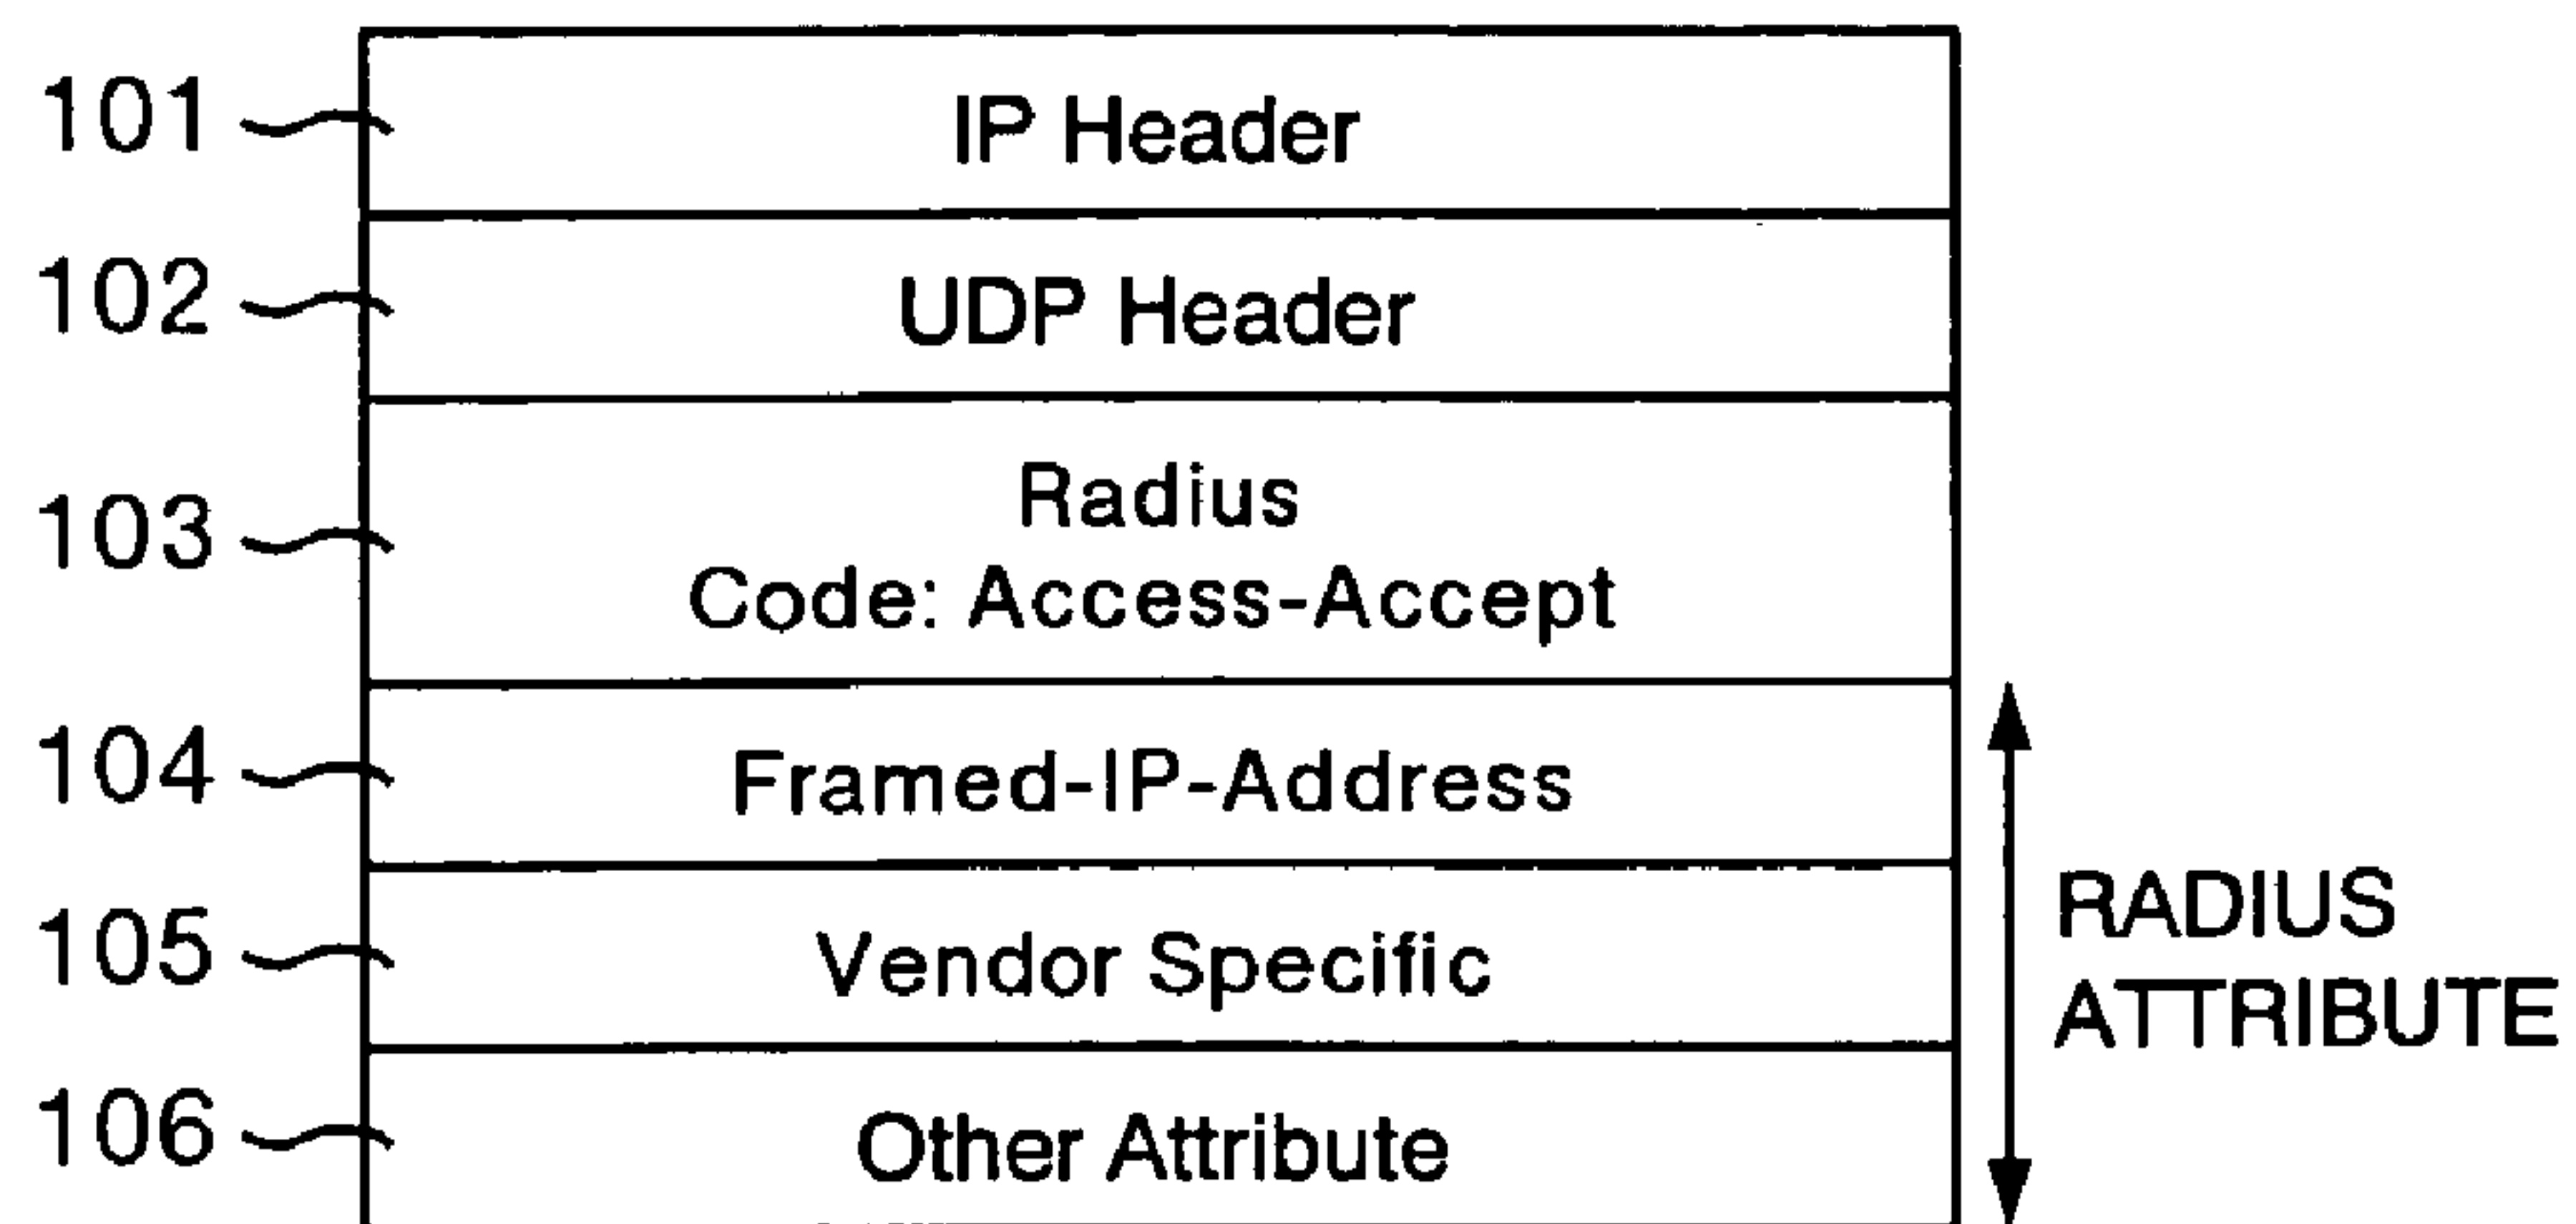 101
IP Header
102
UDP Header
103
Radius
Code: Access-Accept
104
Framed-IP-Address
105
Vendor Specific
106
Other Attribute
RADIUS
ATTRIBUTE